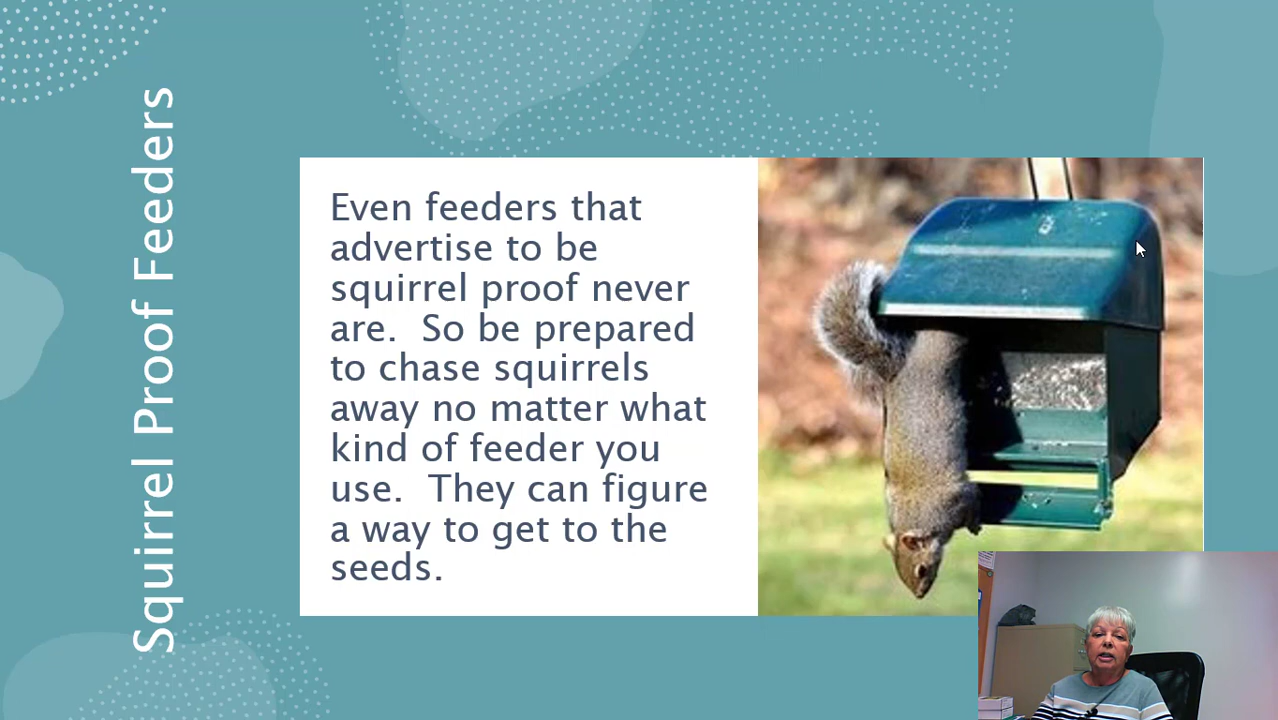 Squirrel Proof Feeders
Even feeders that
advertise to be
squirrel proof never
are.  So be prepared
to chase squirrels
away no matter what
kind of feeder you
use.  They can figure
a way to get to the
seeds.